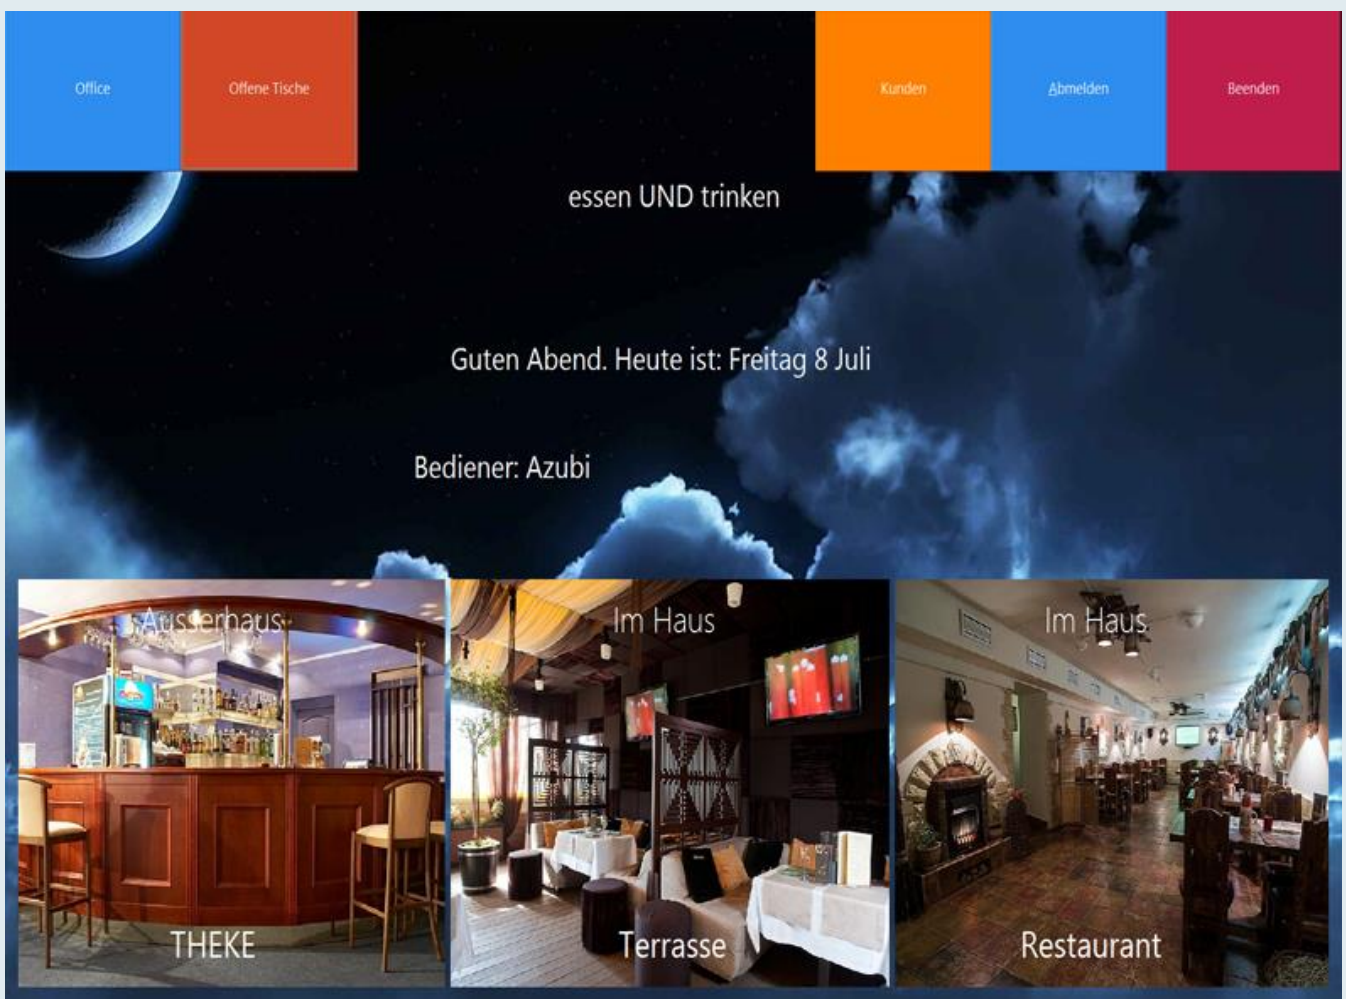 Office
Offene Tische
Kunden
Abmelden
Beenden
essen UND trinken
Guten Abend. Heute ist: Freitag 8 Juli
Bediener: Azubi
Ausserhaus
Im Haus
Im Haus
THEKE
Terrasse
Restaurant